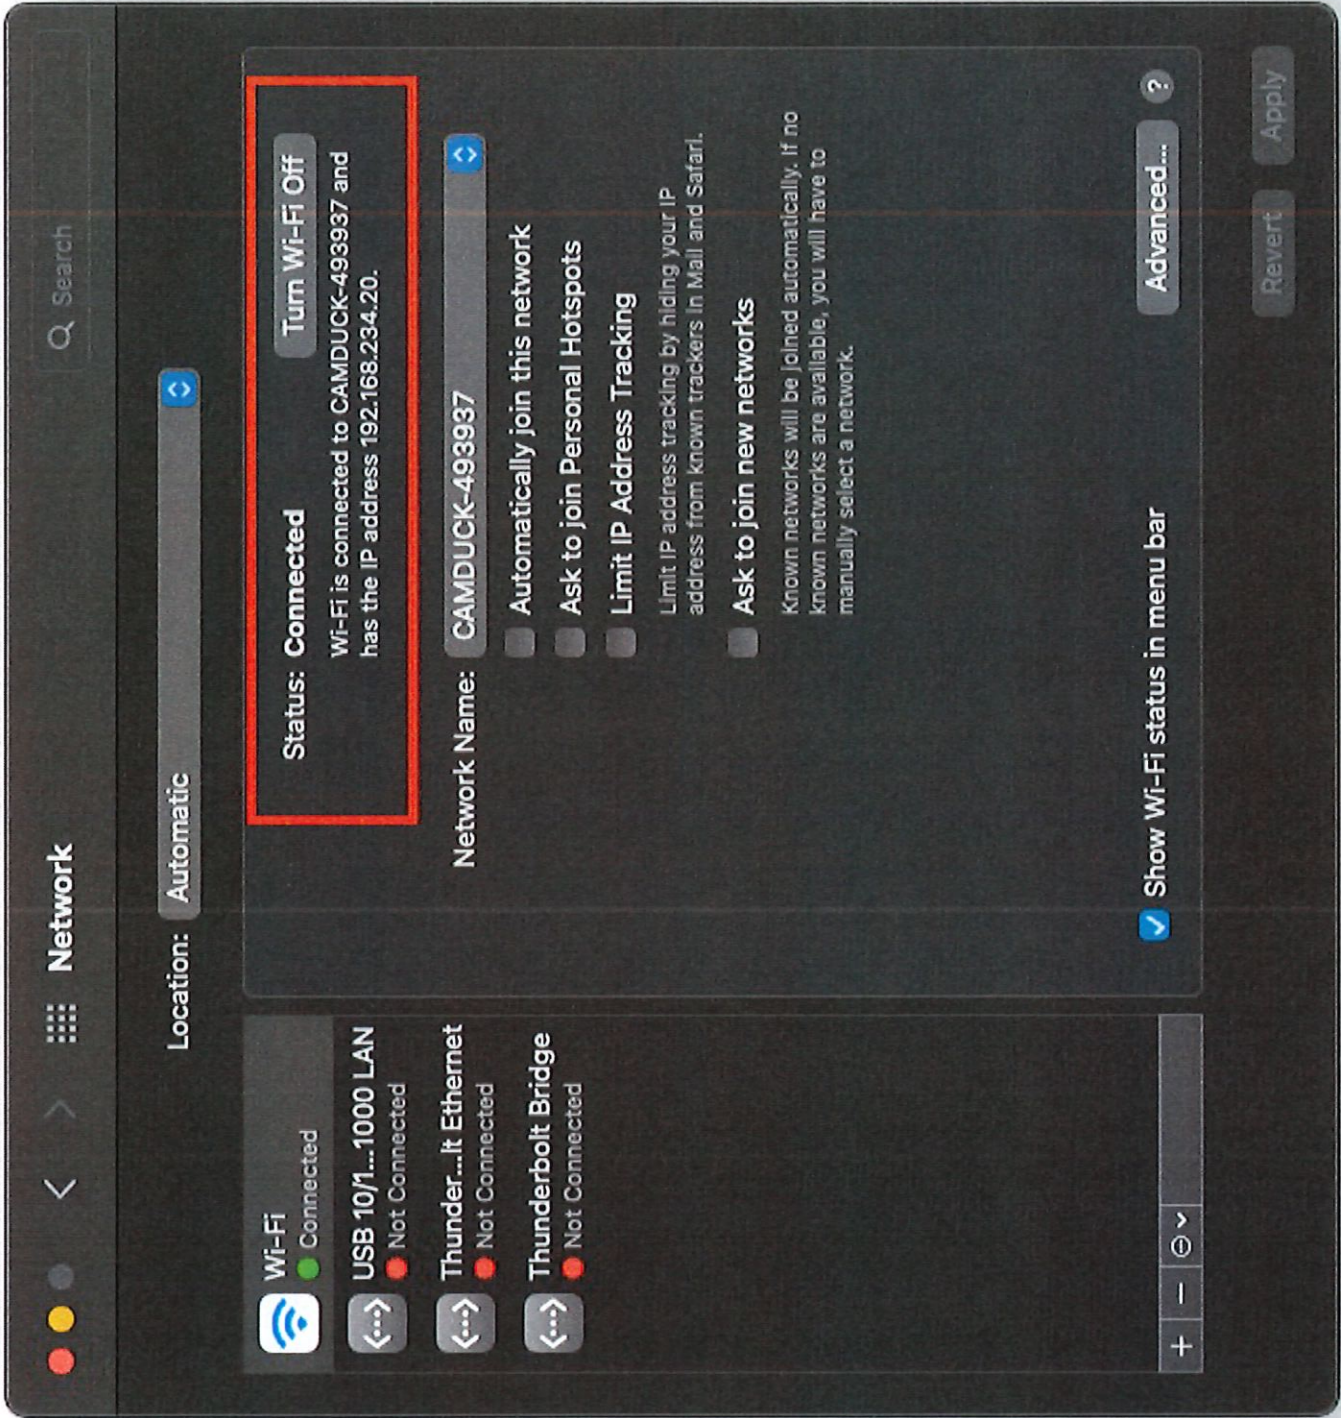 Network
Search
Location: Automatic
Wi-Fi
Connected
USB 10/1...1000 LAN
Not Connected
Thunder...lt Ethernet
Not Connected
Thunderbolt Bridge
Not Connected
Status: Connected
Turn Wi-Fi Off
Wi-Fi is connected to CAMDUCK-493937 and
has the IP address 192.168.234.20.
Network Name: CAMDUCK-493937
Automatically join this network
Ask to join Personal Hotspots
Limit IP Address Tracking
Limit IP address tracking by hiding your IP
address from known trackers in Mail and Safari.
Ask to join new networks
Known networks will be joined automatically. If no
known networks are available, you will have to
manually select a network.
Show Wi-Fi status in menu bar
Advanced...
?
Revert
Apply